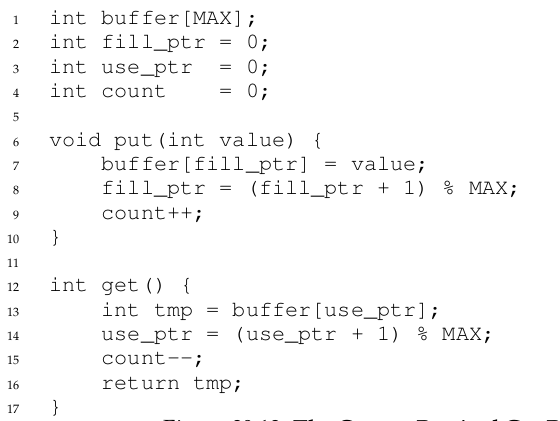 1 int buffer[MAX];
2 int fill_ptr = 0;
3 int use_ptr  = 0;
4 int count    = 0;
5
6 void put(int value) {
7     buffer[fill_ptr] = value;
8     fill_ptr = (fill_ptr + 1) % MAX;
9     count++;
10 }
11
12 int get() {
13     int tmp = buffer[use_ptr];
14     use_ptr = (use_ptr + 1) % MAX;
15     count--;
16     return tmp;
17 }